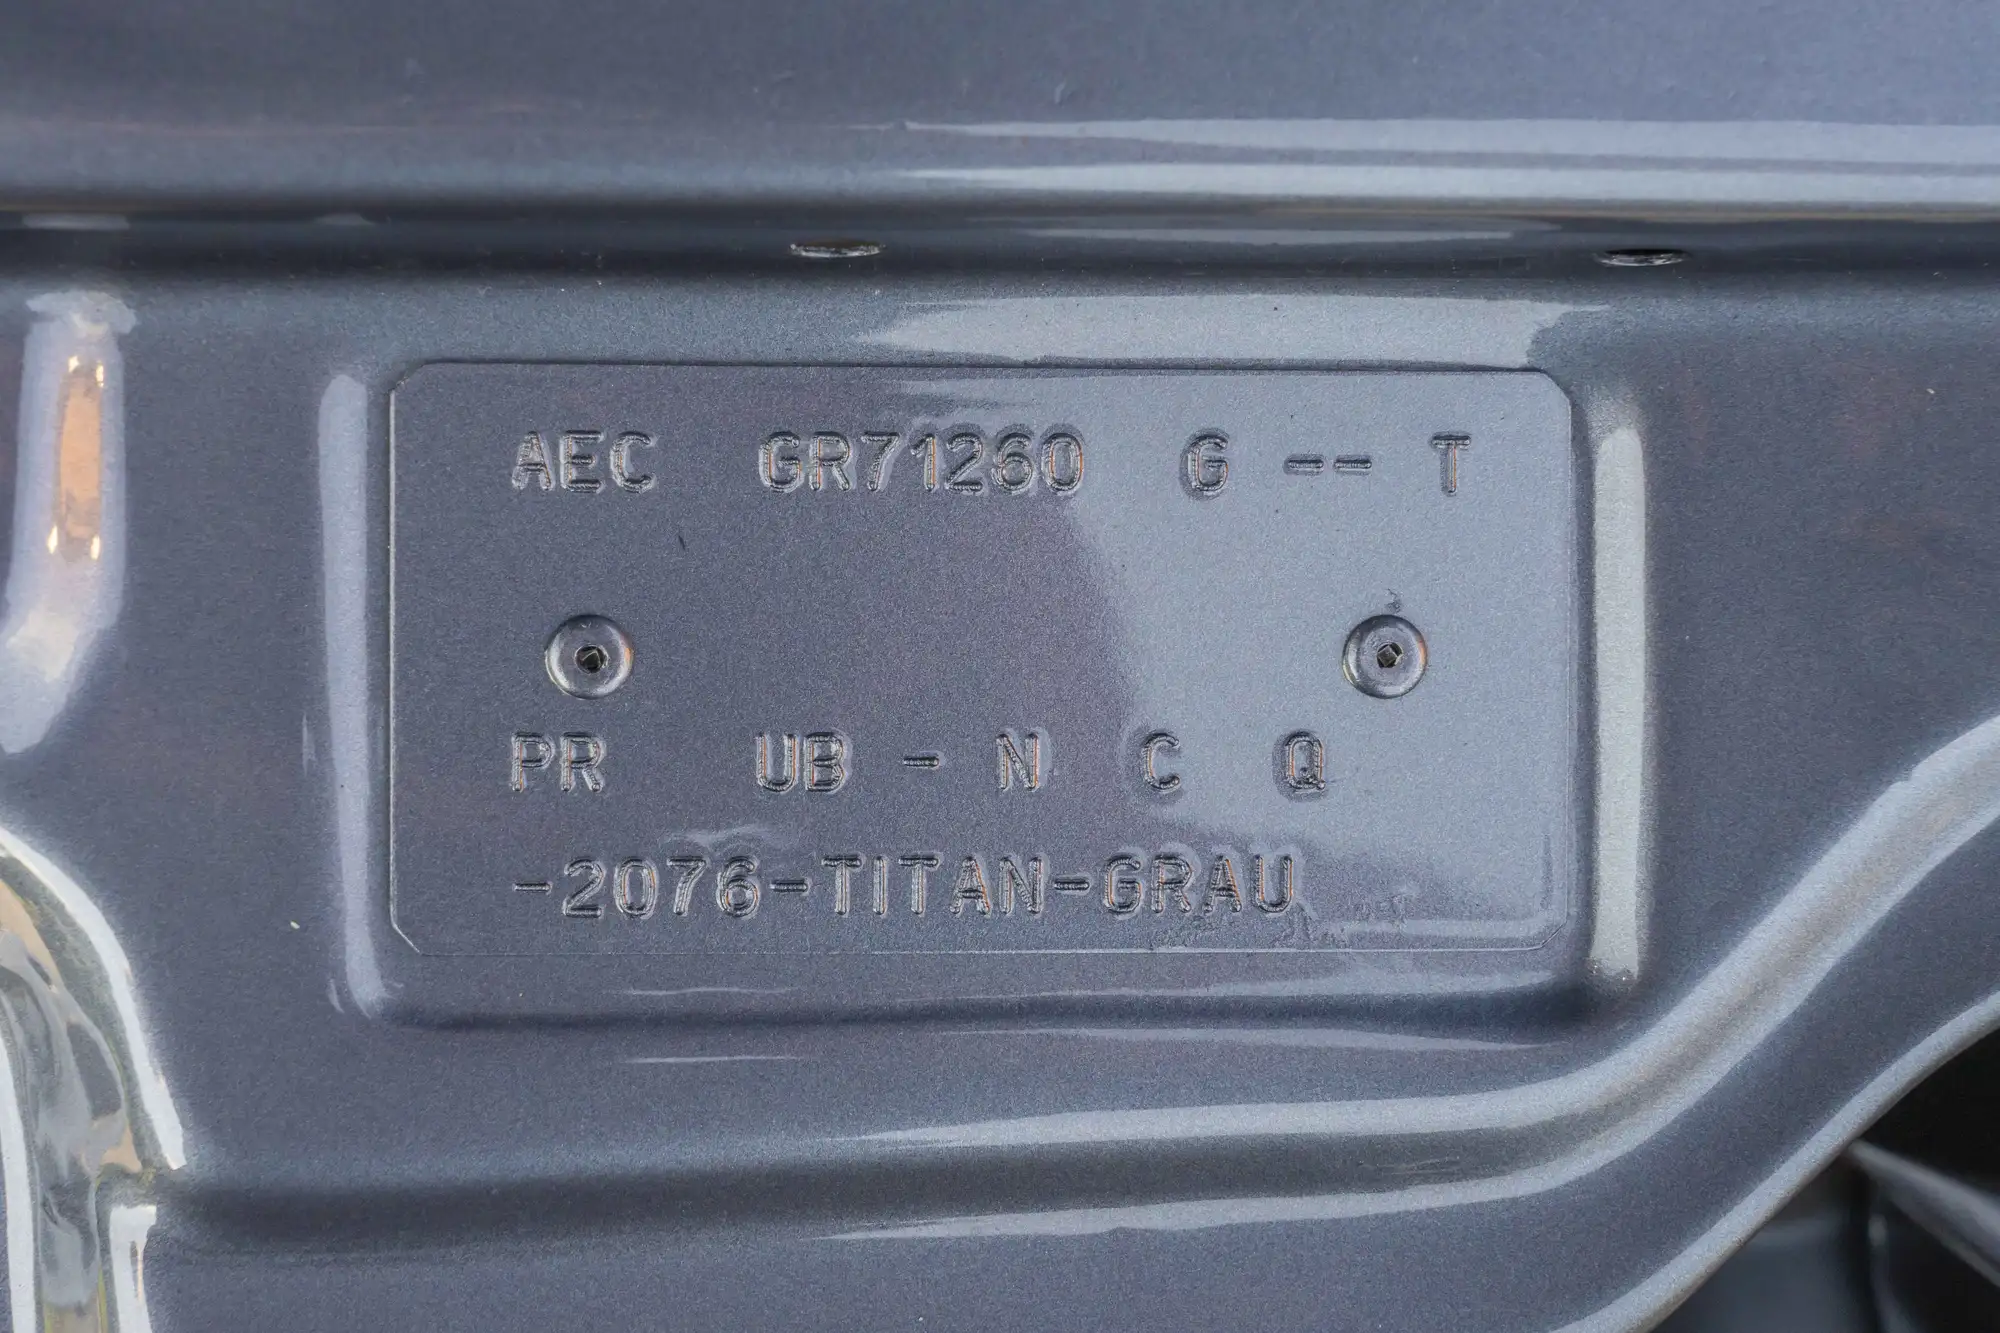 AEC GR71260 G -- T
PR UB - N C Q
-2076-TITAN-GRAU